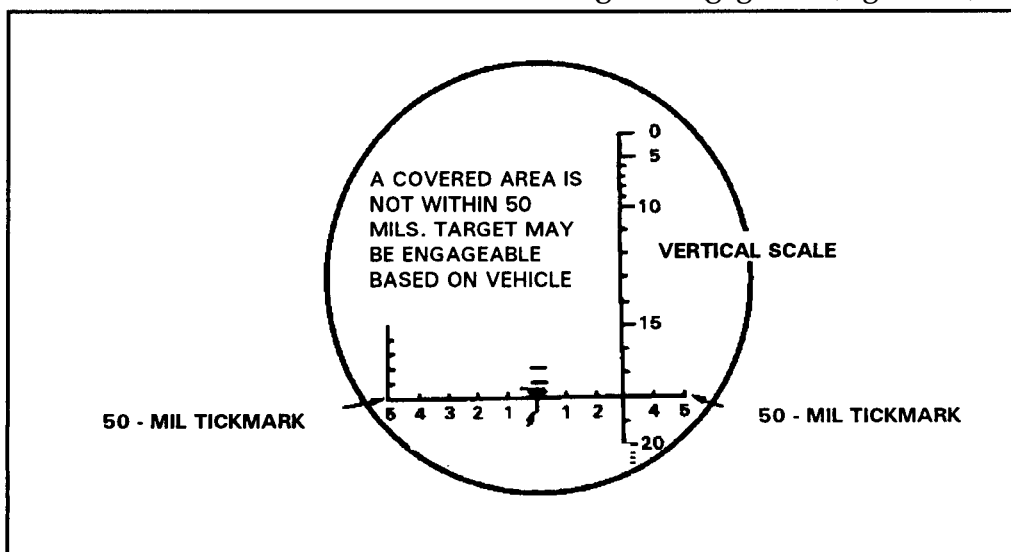 0
5
A COVERED AREA IS
NOT WITHIN 50
MILS. TARGET MAY
BE ENGAGEABLE
BASED ON VEHICLE
10
VERTICAL SCALE
15
50 - MIL TICKMARK
5 4 3 2 1 1 2 4 5
50 - MIL TICKMARK
20